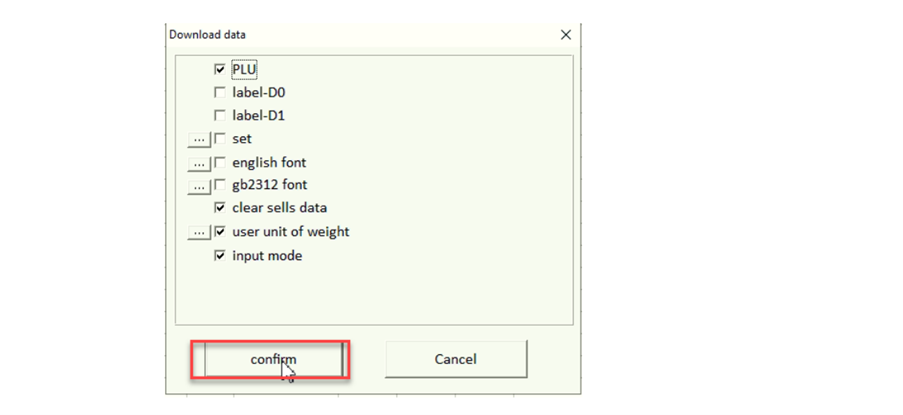 Download data
PLU
label-D0
label-D1
... set
... english font
... gb2312 font
clear sells data
... user unit of weight
input mode
confirm Cancel